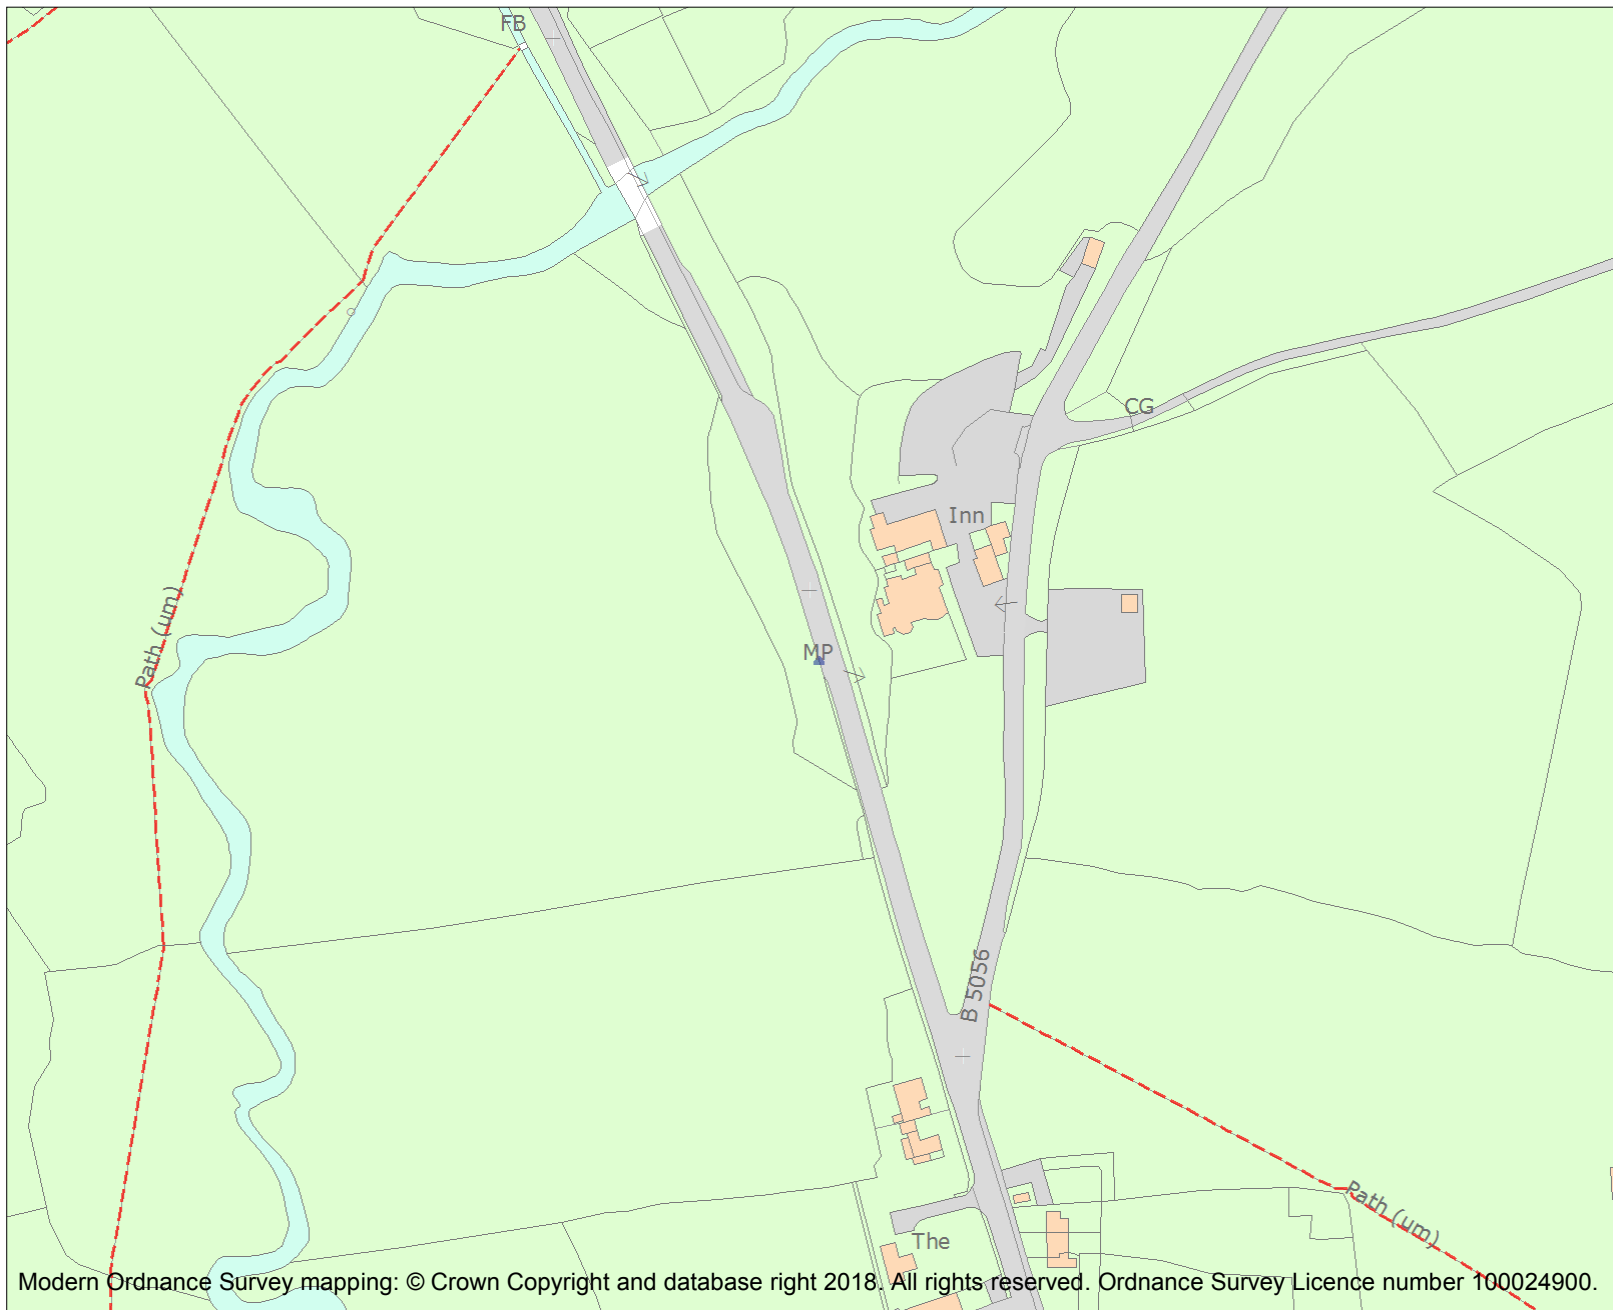 FB
CG
Inn
Path (um)
MP
B 5056
Path (um)
The
Modern Ordnance Survey mapping: © Crown Copyright and database right 2018. All rights reserved. Ordnance Survey Licence number 100024900.